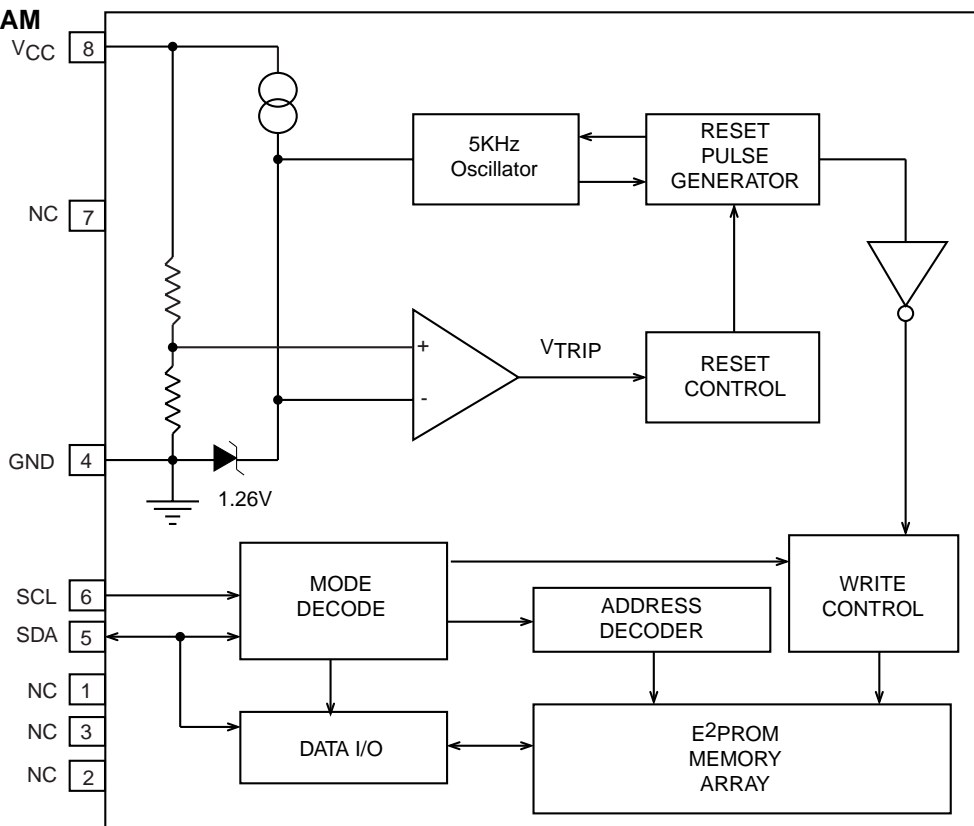 AM
VCC 8
5KHz
Oscillator
RESET
PULSE
GENERATOR
NC 7
+
VTRIP
RESET
CONTROL
-
GND 4
1.26V
MODE
DECODE
WRITE
CONTROL
SCL 6
ADDRESS
DECODER
SDA 5
NC 1
NC 3
DATA I/O
E2PROM
MEMORY
ARRAY
NC 2